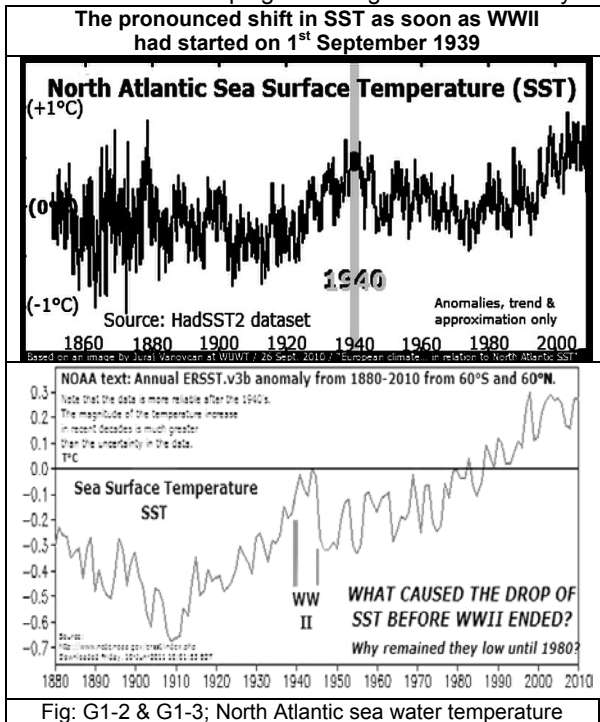 The pronounced shift in SST as soon as WWII
had started on 1st September 1939
North Atlantic Sea Surface Temperature (SST)
(+1°C)
(0°C)
1940
(-1°C)
Source: HadSST2 dataset
Anomalies, trend &
approximation only
1860 1880 1900 1920 1940 1960 1980 2000
Based on an image by Juraj Vanovcan at WUWT / 26 Sept. 2010 / "European climate... in relation to North Atlantic SST"
NOAA text: Annual ERSST.v3b anomaly from 1880-2010 from 60°S and 60°N.
Note that the data is more reliable after the 1940's.
The magnitude of the temperature increase
in recent decades is much greater
than the uncertainty in the data.
T°C
0.3
0.2
0.1
0.0
-0.1
-0.2
-0.3
-0.4
-0.5
-0.6
-0.7
Sea Surface Temperature
SST
WW
II
WHAT CAUSED THE DROP OF
SST BEFORE WWII ENDED?
Why remained they low until 1980?
Source:
1880 1890 1900 1910 1920 1930 1940 1950 1960 1970 1980 1990 2000 2010
Fig: G1-2 & G1-3; North Atlantic sea water temperature